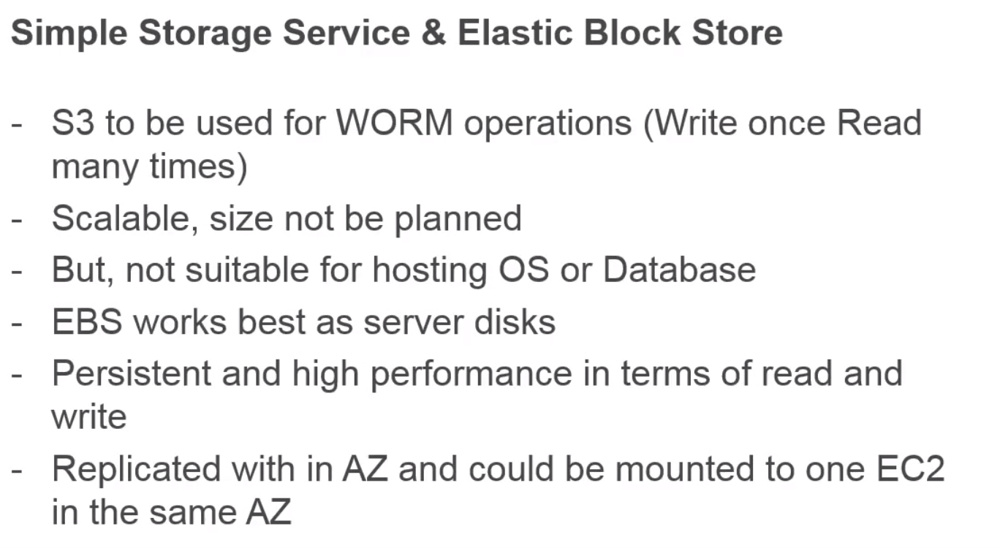 Simple Storage Service & Elastic Block Store
- S3 to be used for WORM operations (Write once Read
many times)
- Scalable, size not be planned
- But, not suitable for hosting OS or Database
- EBS works best as server disks
- Persistent and high performance in terms of read and
write
- Replicated with in AZ and could be mounted to one EC2
in the same AZ